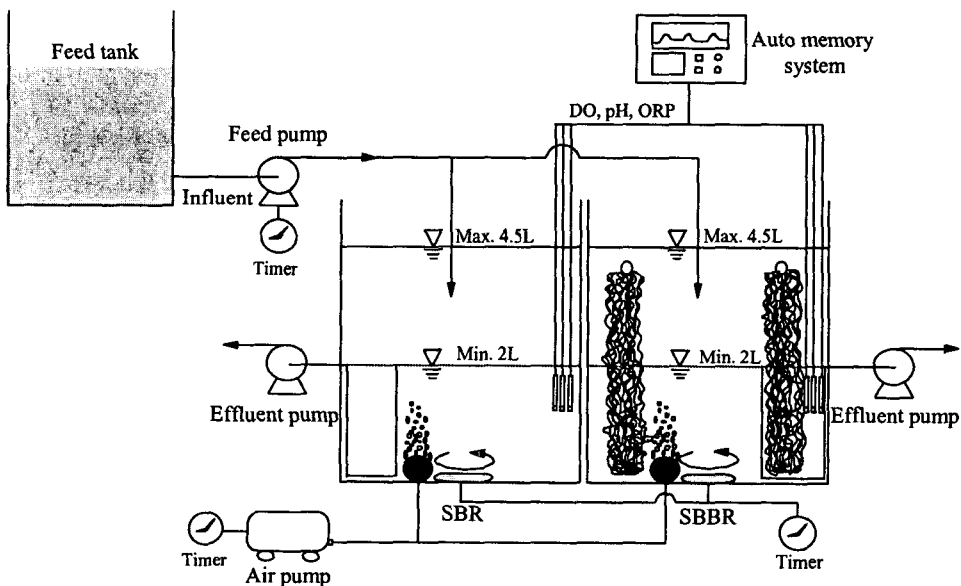 Feed tank
Auto memory
system
DO, pH, ORP
Feed pump
Influent
Timer
Max. 4.5L
Max. 4.5L
Min. 2L
Min. 2L
Effluent pump
Effluent pump
SBR
SBBR
Timer
Air pump
Timer